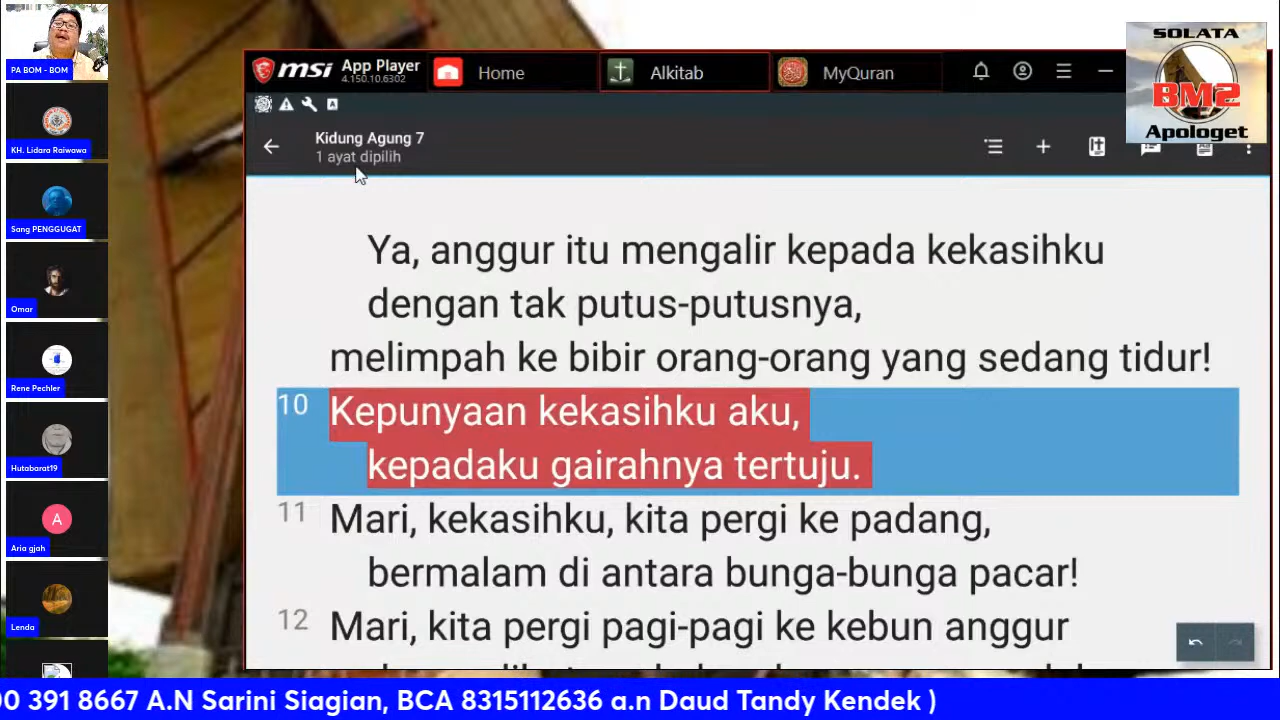 PA BOM - BOM
KH. Lidara Raiwawa
Sang PENGGUGAT
Omar
Rene Pechler
Hutabarat19
A
Aria gjah
Lenda
msi App Player
4.150.10.6302
Home
Alkitab
MyQuran
SOLATA
BM2
Apologet
Kidung Agung 7
1 ayat dipilih
Ya, anggur itu mengalir kepada kekasihku
dengan tak putus-putusnya,
melimpah ke bibir orang-orang yang sedang tidur!
10 Kepunyaan kekasihku aku,
kepadaku gairahnya tertuju.
11 Mari, kekasihku, kita pergi ke padang,
bermalam di antara bunga-bunga pacar!
12 Mari, kita pergi pagi-pagi ke kebun anggur
00 391 8667 A.N Sarini Siagian, BCA 8315112636 a.n Daud Tandy Kendek )